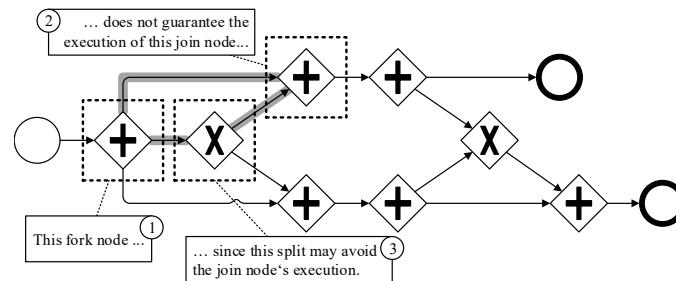 2
… does not guarantee the
execution of this join node...
This fork node ...
1
… since this split may avoid
the join node‘s execution.
3